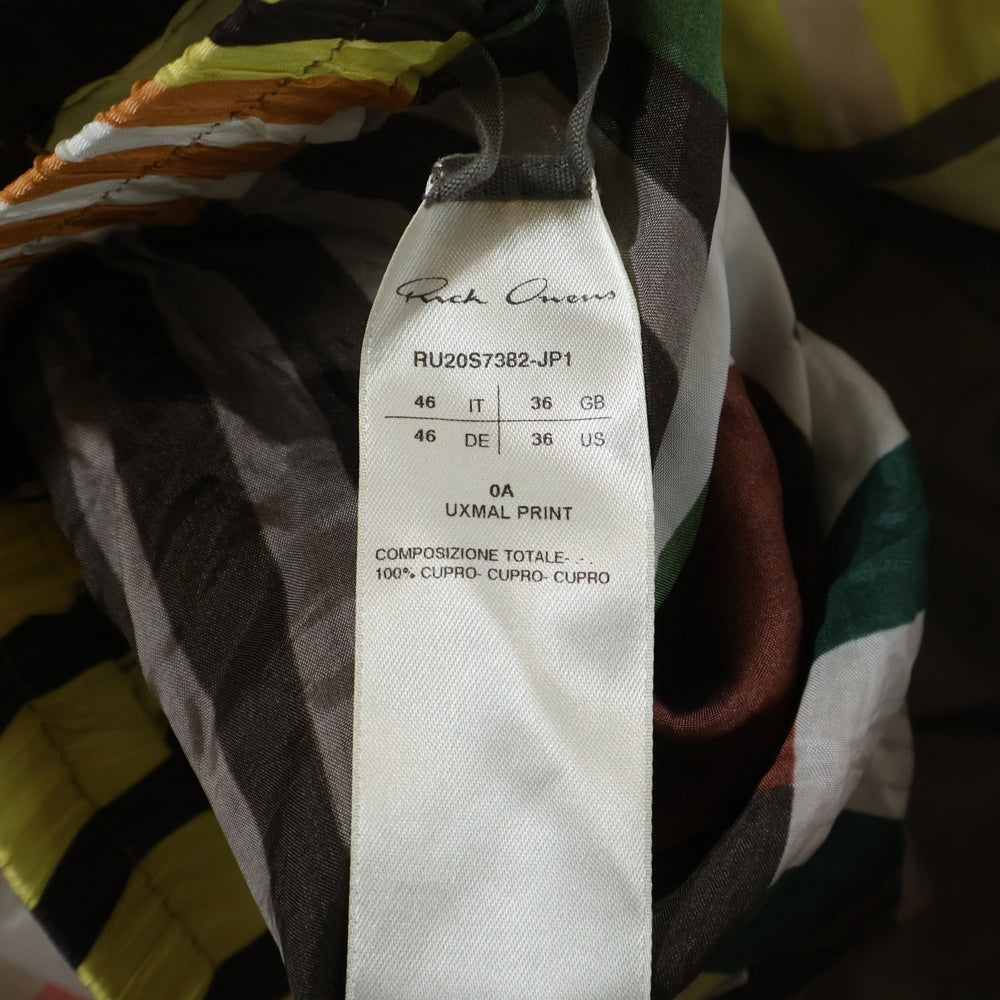 Rick Owens
RU20S7382-JP1
46 IT 36 GB
46 DE 36 US
0A
UXMAL PRINT
COMPOSIZIONE TOTALE- . .
100% CUPRO- CUPRO- CUPRO